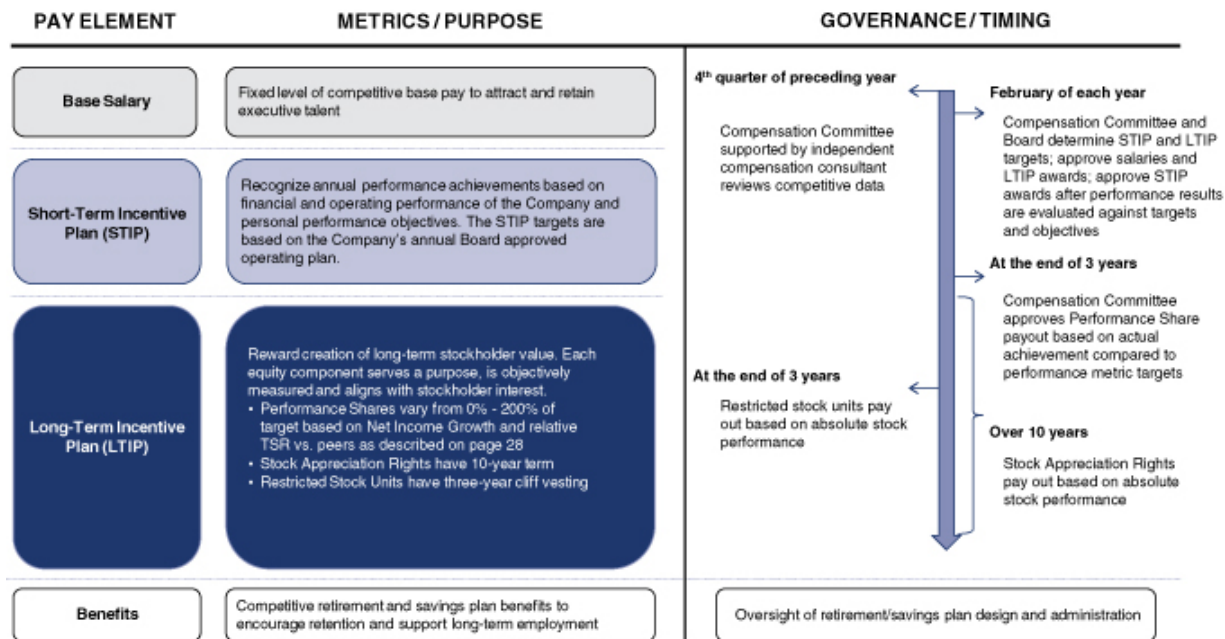 PAY ELEMENT
METRICS / PURPOSE
GOVERNANCE / TIMING
Base Salary
Fixed level of competitive base pay to attract and retain
executive talent
Short-Term Incentive
Plan (STIP)
Recognize annual performance achievements based on
financial and operating performance of the Company and
personal performance objectives. The STIP targets are
based on the Company's annual Board approved
operating plan.
Long-Term Incentive
Plan (LTIP)
Reward creation of long-term stockholder value. Each
equity component serves a purpose, is objectively
measured and aligns with stockholder interest.
• Performance Shares vary from 0% - 200% of
target based on Net Income Growth and relative
TSR vs. peers as described on page 28
• Stock Appreciation Rights have 10-year term
• Restricted Stock Units have three-year cliff vesting
4th quarter of preceding year
Compensation Committee
supported by independent
compensation consultant
reviews competitive data
February of each year
Compensation Committee and
Board determine STIP and LTIP
targets; approve salaries and
LTIP awards; approve STIP
awards after performance results
are evaluated against targets
and objectives
At the end of 3 years
Compensation Committee
approves Performance Share
payout based on actual
achievement compared to
performance metric targets
At the end of 3 years
Restricted stock units pay
out based on absolute stock
performance
Over 10 years
Stock Appreciation Rights
pay out based on absolute
stock performance
Benefits
Competitive retirement and savings plan benefits to
encourage retention and support long-term employment
Oversight of retirement/savings plan design and administration